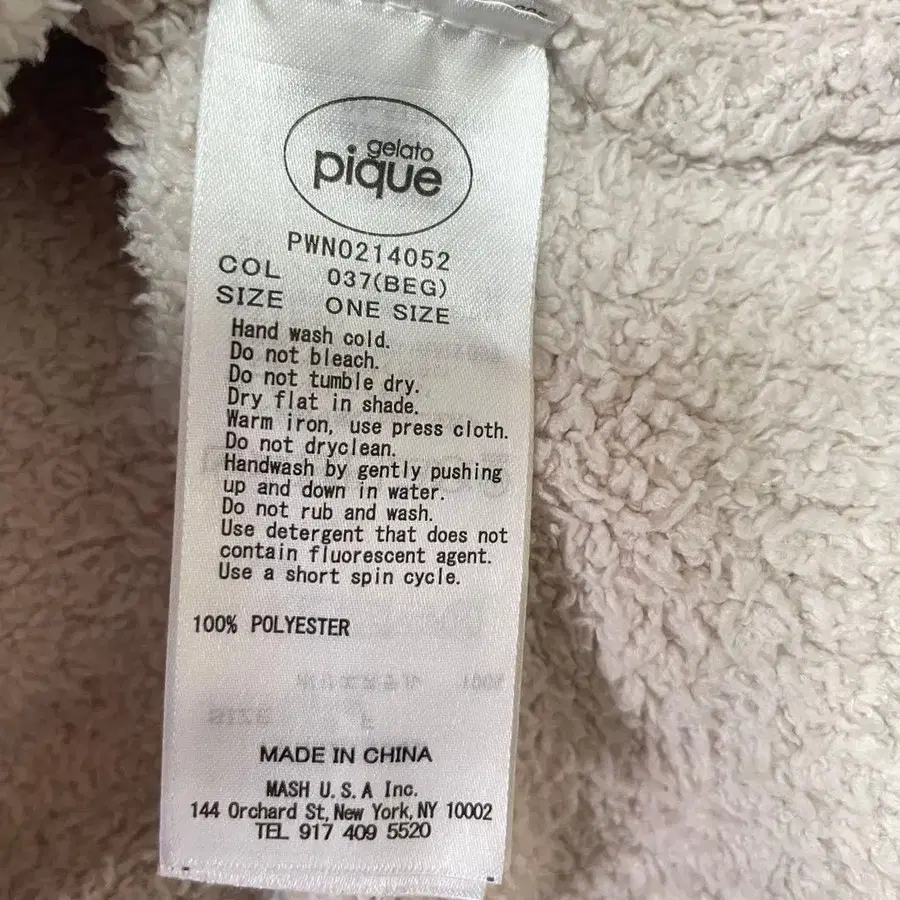 gelato
pique
PWNO214052
COL 037(BEG)
SIZE ONE SIZE
Hand wash cold.
Do not bleach.
Do not tumble dry.
Dry flat in shade.
Warm iron, use press cloth.
Do not dryclean.
Handwash by gently pushing
up and down in water.
Do not rub and wash.
Use detergent that does not
contain fluorescent agent.
Use a short spin cycle.
100% POLYESTER
MADE IN CHINA
MASH U.S.A Inc.
144 Orchard St, New York, NY 10002
TEL 917 409 5520